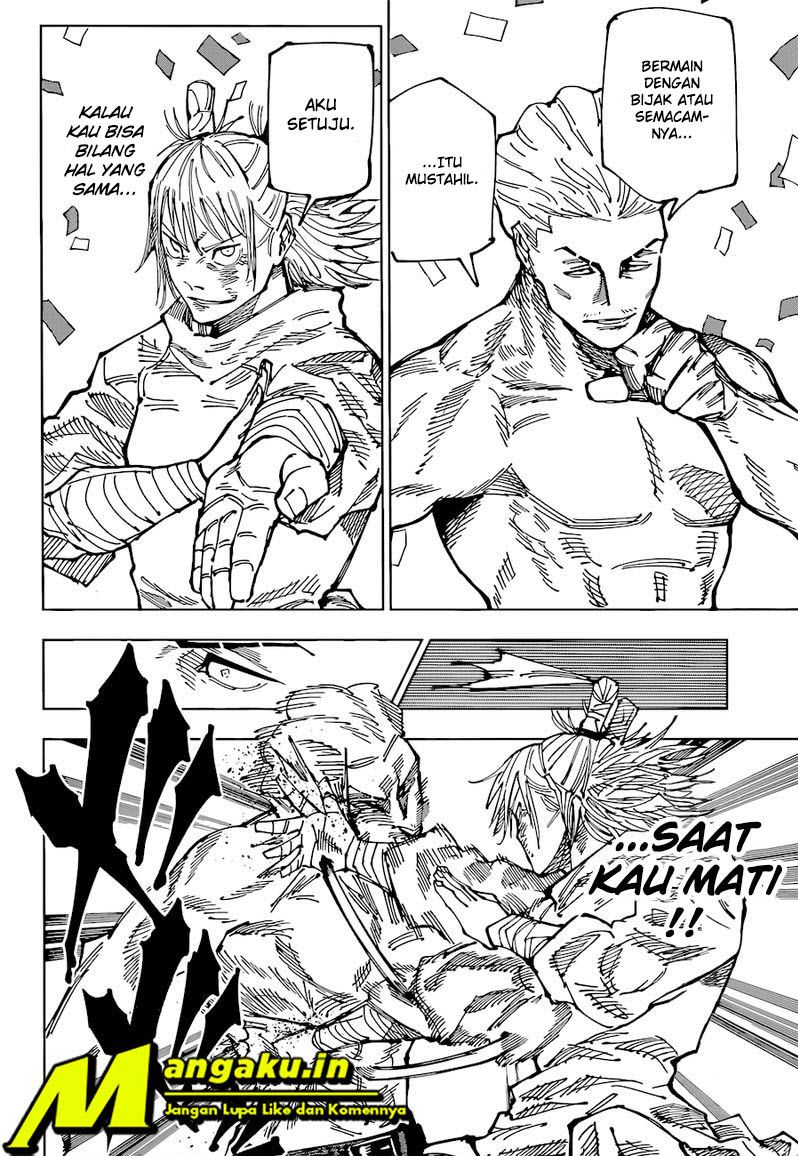 BERMAIN
DENGAN
BIJAK ATAU
SEMACAM-
NYA...
...ITU
MUSTAHIL.
AKU
SETUJU.
KALAU
KAU BISA
BILANG
HAL YANG
SAMA...
...SAAT
KAU MATI
!!
Mangaku.in
Jangan Lupa Like dan Komennya